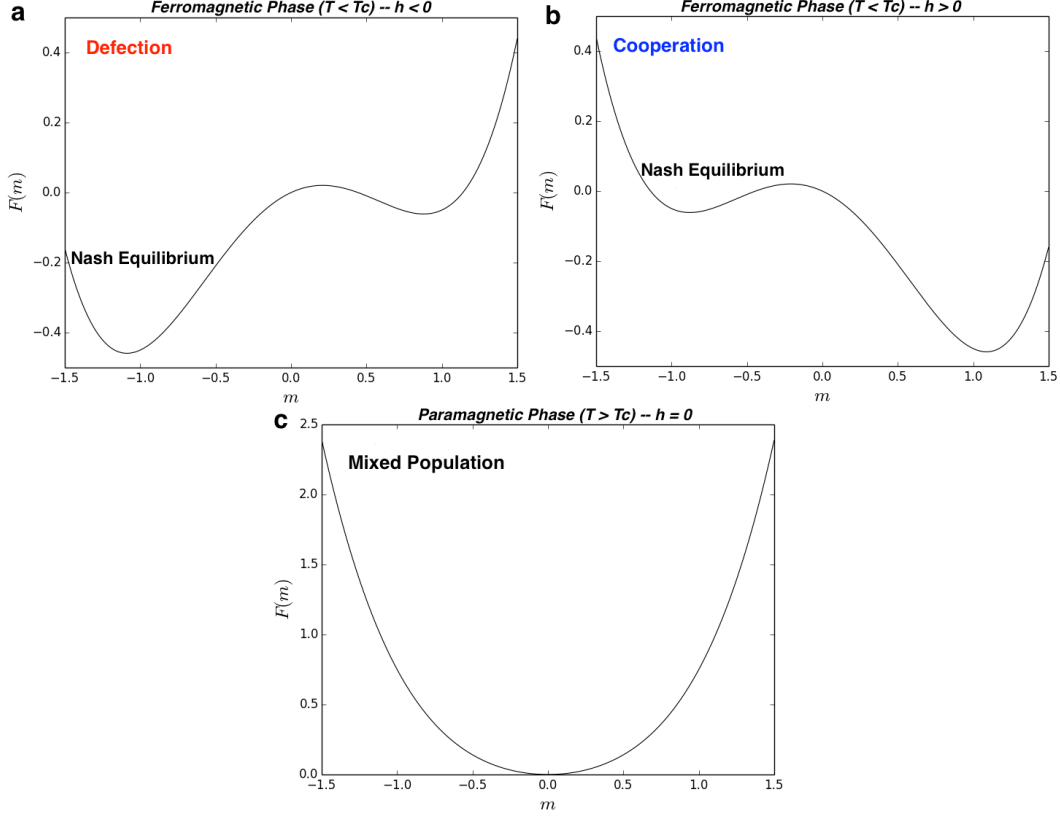 a
Ferromagnetic Phase (T < Tc) -- h < 0
Defection
Nash Equilibrium
F(m)
0.4
0.2
0.0
−0.2
−0.4
−1.5 −1.0 −0.5 0.0 0.5 1.0 1.5
m
b
Ferromagnetic Phase (T < Tc) -- h > 0
Cooperation
Nash Equilibrium
F(m)
0.4
0.2
0.0
−0.2
−0.4
−1.5 −1.0 −0.5 0.0 0.5 1.0 1.5
m
c
Paramagnetic Phase (T > Tc) -- h = 0
Mixed Population
F(m)
2.5
2.0
1.5
1.0
0.5
0.0
−1.5 −1.0 −0.5 0.0 0.5 1.0 1.5
m